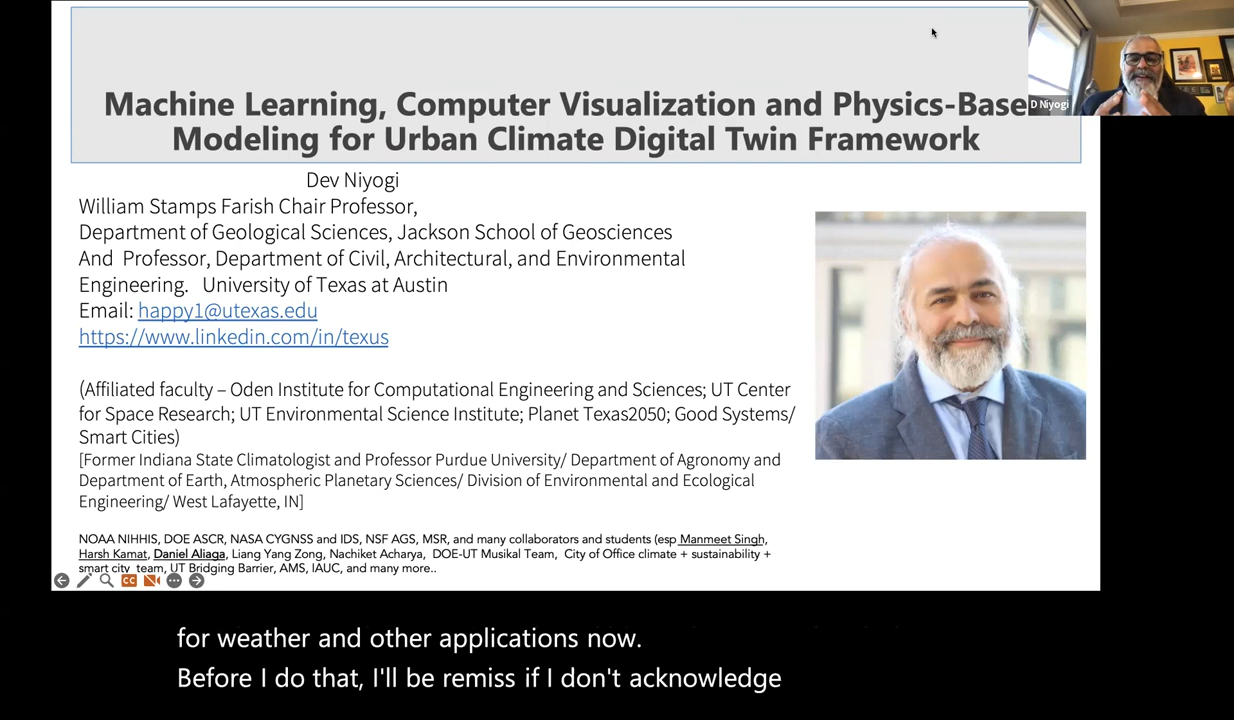 Machine Learning, Computer Visualization and Physics-Base
Modeling for Urban Climate Digital Twin Framework
D Niyogi
Dev Niyogi
William Stamps Farish Chair Professor,
Department of Geological Sciences, Jackson School of Geosciences
And Professor, Department of Civil, Architectural, and Environmental
Engineering. University of Texas at Austin
Email: happy1@utexas.edu
https://www.linkedin.com/in/texus
(Affiliated faculty – Oden Institute for Computational Engineering and Sciences; UT Center
for Space Research; UT Environmental Science Institute; Planet Texas2050; Good Systems/
Smart Cities)
[Former Indiana State Climatologist and Professor Purdue University/ Department of Agronomy and
Department of Earth, Atmospheric Planetary Sciences/ Division of Environmental and Ecological
Engineering/ West Lafayette, IN]
NOAA NIHHIS, DOE ASCR, NASA CYGNSS and IDS, NSF AGS, MSR, and many collaborators and students (esp Manmeet Singh,
Harsh Kamat, Daniel Aliaga, Liang Yang Zong, Nachiket Acharya, DOE-UT Musikal Team, City of Office climate + sustainability +
smart city team, UT Bridging Barrier, AMS, IAUC, and many more..
CC
for weather and other applications now.
Before I do that, I'll be remiss if I don't acknowledge